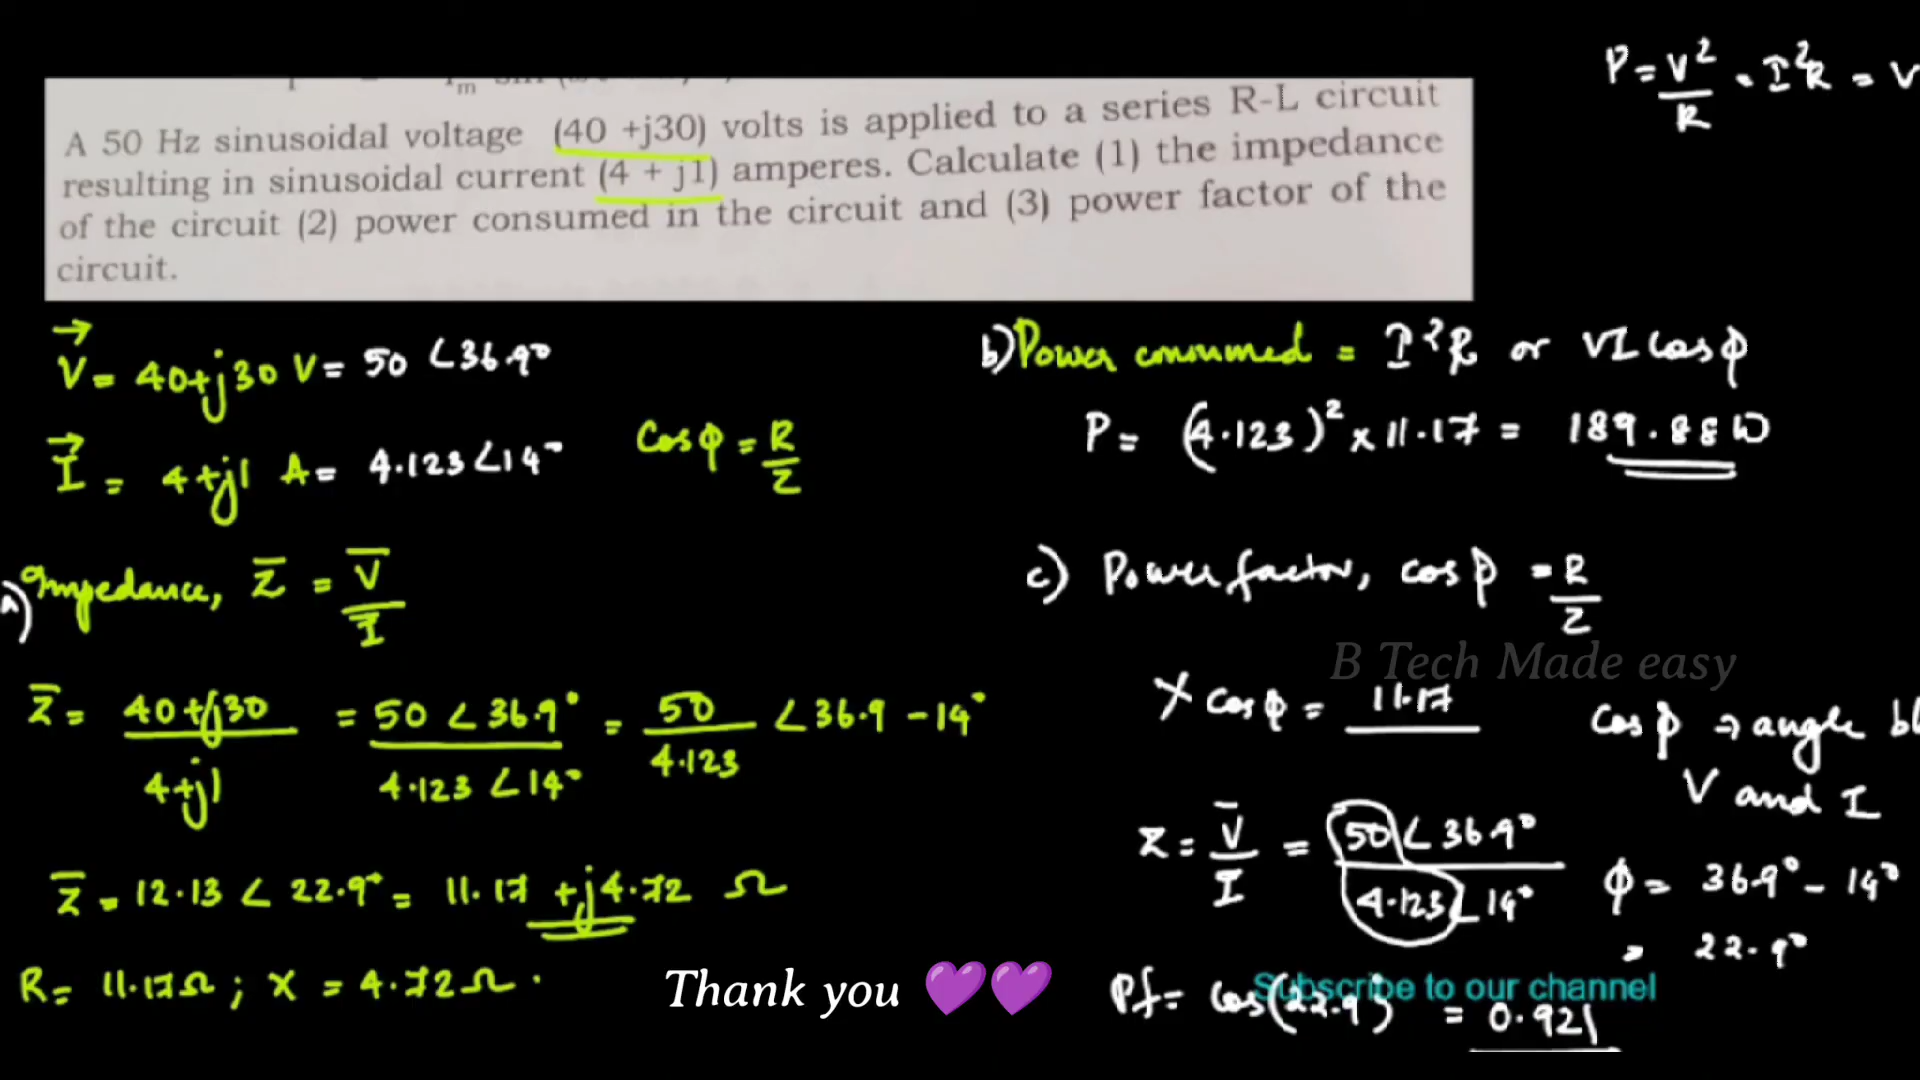 P = V²/R = I²R = V
A 50 Hz sinusoidal voltage (40 +j30) volts is applied to a series R-L circuit
resulting in sinusoidal current (4 + j1) amperes. Calculate (1) the impedance
of the circuit (2) power consumed in the circuit and (3) power factor of the
circuit.
V = 40+j30 V = 50 ∠36.9°
I = 4+j1 A = 4.123∠14°
Cosφ = R/Z
a) Impedance, Z = V/I
Z = 40+j30 / 4+j1 = 50 ∠36.9° / 4.123 ∠14° = 50 / 4.123 ∠36.9 - 14°
Z = 12.13 ∠ 22.9° = 11.17 +j4.72 Ω
R = 11.17Ω ; X = 4.72Ω .
b) Power consumed = I²R or VI cosφ
P = (4.123)² x 11.17 = 189.88W
c) Power factor, cosφ = R/Z
B Tech Made easy
X cosφ = 11.17
Cosφ → angle b
V and I
Z = V/I = 50∠36.9° / 4.123∠14°
φ = 36.9° - 14°
= 22.9°
Pf = cos(22.9) = 0.921
Thank you 💜💜
Subscribe to our channel